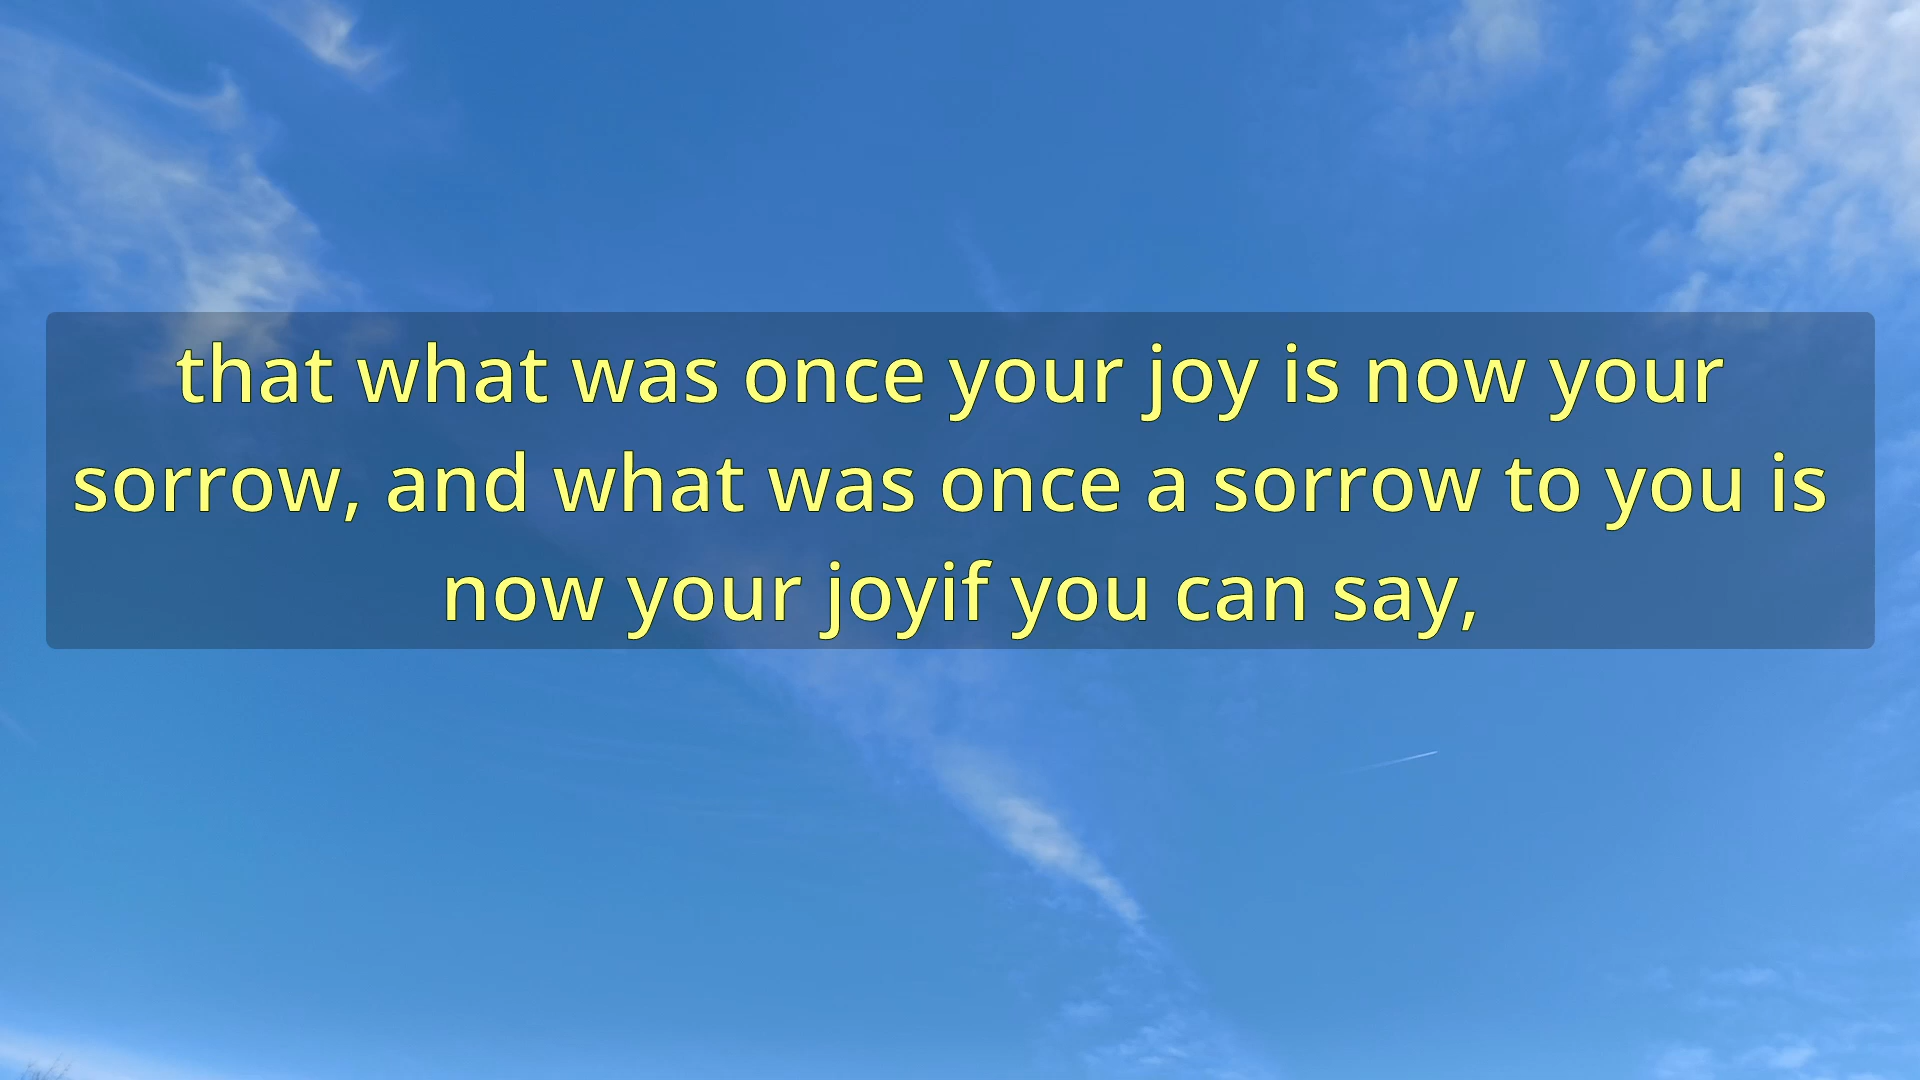 that what was once your joy is now your
sorrow, and what was once a sorrow to you is
now your joyif you can say,